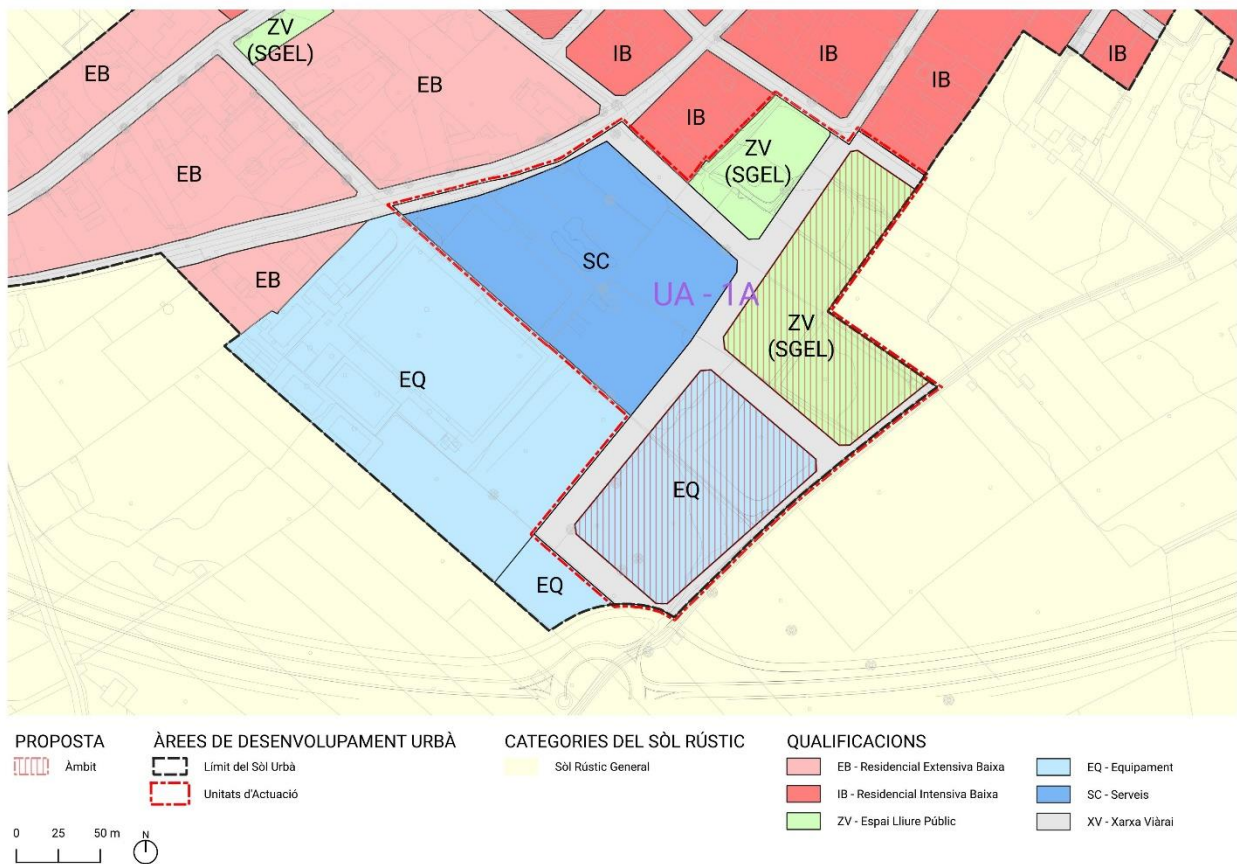 ZV
(SGEL)
EB
EB
IB
IB
IB
IB
IB
EB
ZV
(SGEL)
SC
UA - 1A
EB
ZV
(SGEL)
EQ
EQ
EQ
PROPOSTA
Àmbit
ÀREES DE DESENVOLUPAMENT URBÀ
Límit del Sòl Urbà
Unitats d'Actuació
CATEGORIES DEL SÒL RÚSTIC
Sòl Rústic General
QUALIFICACIONS
EB - Residencial Extensiva Baixa
IB - Residencial Intensiva Baixa
ZV - Espai Lliure Públic
EQ - Equipament
SC - Serveis
XV - Xarxa Viàrai
0 25 50 m
N